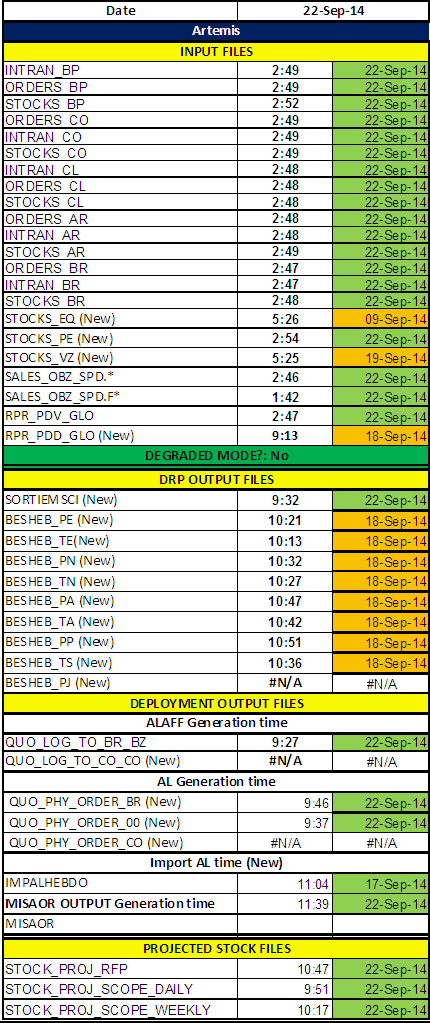 Date 22-Sep-14
Artemis
INPUT FILES
INTRAN_BP 2:49 22-Sep-14
ORDERS_BP 2:49 22-Sep-14
STOCKS_BP 2:52 22-Sep-14
ORDERS_CO 2:49 22-Sep-14
INTRAN_CO 2:49 22-Sep-14
STOCKS_CO 2:49 22-Sep-14
INTRAN_CL 2:48 22-Sep-14
ORDERS_CL 2:48 22-Sep-14
STOCKS_CL 2:48 22-Sep-14
ORDERS_AR 2:48 22-Sep-14
INTRAN_AR 2:48 22-Sep-14
STOCKS_AR 2:49 22-Sep-14
ORDERS_BR 2:47 22-Sep-14
INTRAN_BR 2:47 22-Sep-14
STOCKS_BR 2:48 22-Sep-14
STOCKS_EQ (New) 5:26 09-Sep-14
STOCKS_PE (New) 2:54 22-Sep-14
STOCKS_VZ (New) 5:25 19-Sep-14
SALES_OBZ_SPD.* 2:46 22-Sep-14
SALES_OBZ_SPD.F* 1:42 22-Sep-14
RPR_PDV_GLO 2:47 22-Sep-14
RPR_PDD_GLO (New) 9:13 18-Sep-14
DEGRADED MODE?: No
DRP OUTPUT FILES
SORTIEMSCI (New) 9:32 22-Sep-14
BESHEB_PE (New) 10:21 18-Sep-14
BESHEB_TE(New) 10:13 18-Sep-14
BESHEB_PN (New) 10:32 18-Sep-14
BESHEB_TN (New) 10:27 18-Sep-14
BESHEB_PA (New) 10:47 18-Sep-14
BESHEB_TA (New) 10:42 18-Sep-14
BESHEB_PP (New) 10:51 18-Sep-14
BESHEB_TS (New) 10:36 18-Sep-14
BESHEB_PJ (New) #N/A #N/A
DEPLOYMENT OUTPUT FILES
ALAFF Generation time
QUO_LOG_TO_BR_BZ 9:27 22-Sep-14
QUO_LOG_TO_CO_CO (New) #N/A #N/A
AL Generation time
QUO_PHY_ORDER_BR (New) 9:46 22-Sep-14
QUO_PHY_ORDER_00 (New) 9:37 22-Sep-14
QUO_PHY_ORDER_CO (New) #N/A #N/A
Import AL time (New)
IMPALHEBDO 11:04 17-Sep-14
MISAOR OUTPUT Generation time 11:39 22-Sep-14
MISAOR
PROJECTED STOCK FILES
STOCK_PROJ_RFP 10:47 22-Sep-14
STOCK_PROJ_SCOPE_DAILY 9:51 22-Sep-14
STOCK_PROJ_SCOPE_WEEKLY 10:17 22-Sep-14